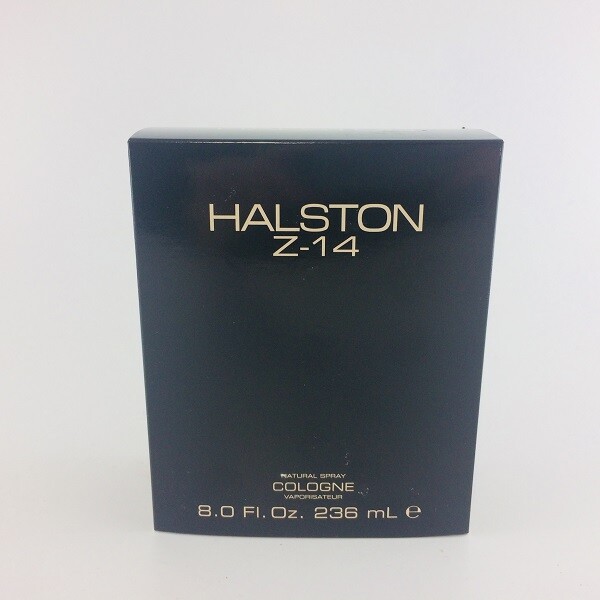 HALSTON
Z-14
NATURAL SPRAY
COLOGNE
VAPORISATEUR
8.0 Fl.Oz. 236 mL ℮